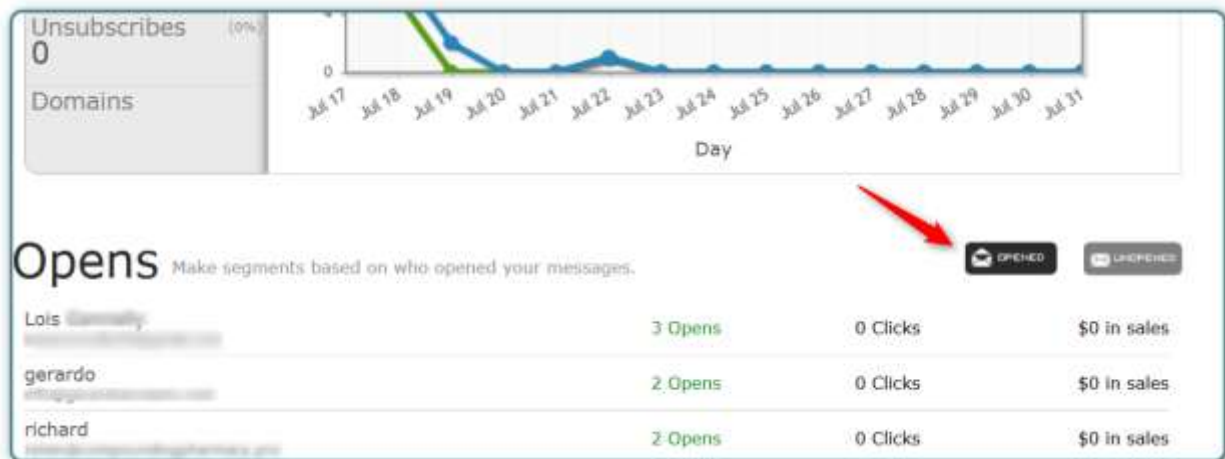 Unsubscribes (0%)
0
Domains
0
Jul 17 Jul 18 Jul 19 Jul 20 Jul 21 Jul 22 Jul 23 Jul 24 Jul 25 Jul 26 Jul 27 Jul 28 Jul 29 Jul 30 Jul 31
Day
Opens Make segments based on who opened your messages. OPENED UNOPENED
Lois 3 Opens 0 Clicks $0 in sales
gerardo 2 Opens 0 Clicks $0 in sales
richard 2 Opens 0 Clicks $0 in sales